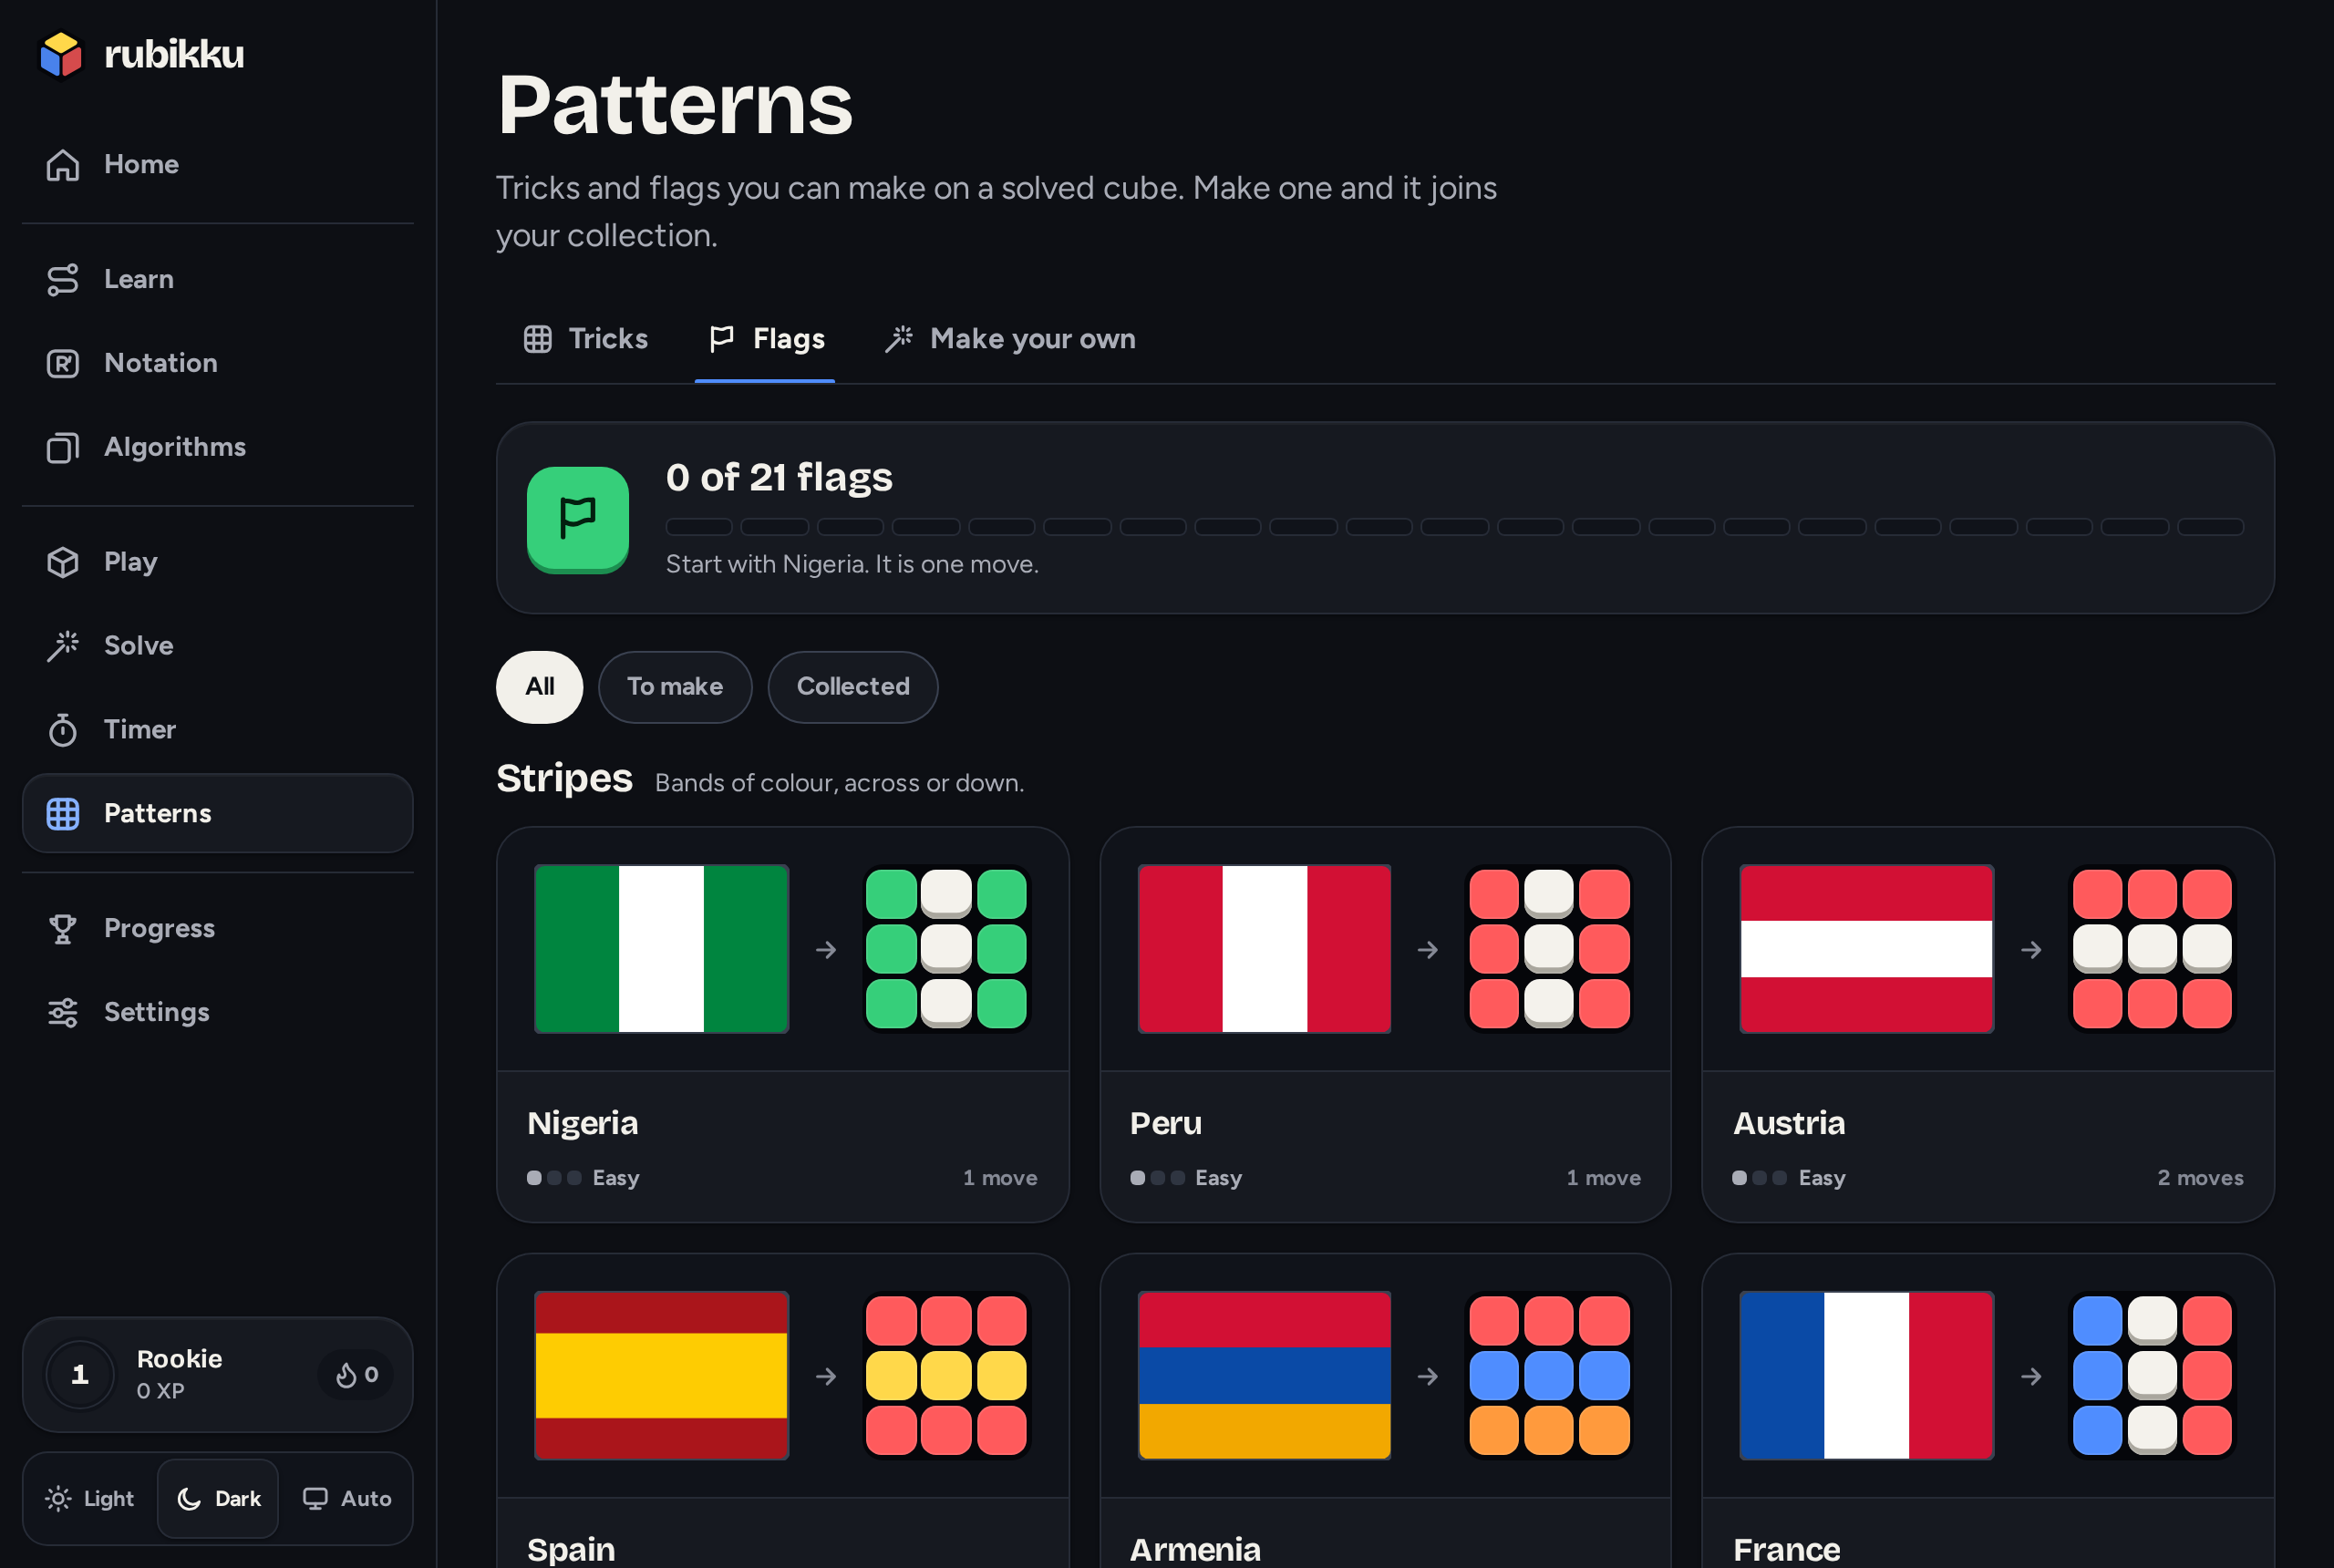 rubikku
Home
Learn
Notation
Algorithms
Play
Solve
Timer
Patterns
Progress
Settings
1
Rookie
0 XP
0
Light
Dark
Auto
Patterns
Tricks and flags you can make on a solved cube. Make one and it joins
your collection.
Tricks
Flags
Make your own
0 of 21 flags
Start with Nigeria. It is one move.
All
To make
Collected
Stripes
Bands of colour, across or down.
Nigeria
Easy
1 move
Peru
Easy
1 move
Austria
Easy
2 moves
Spain
Armenia
France